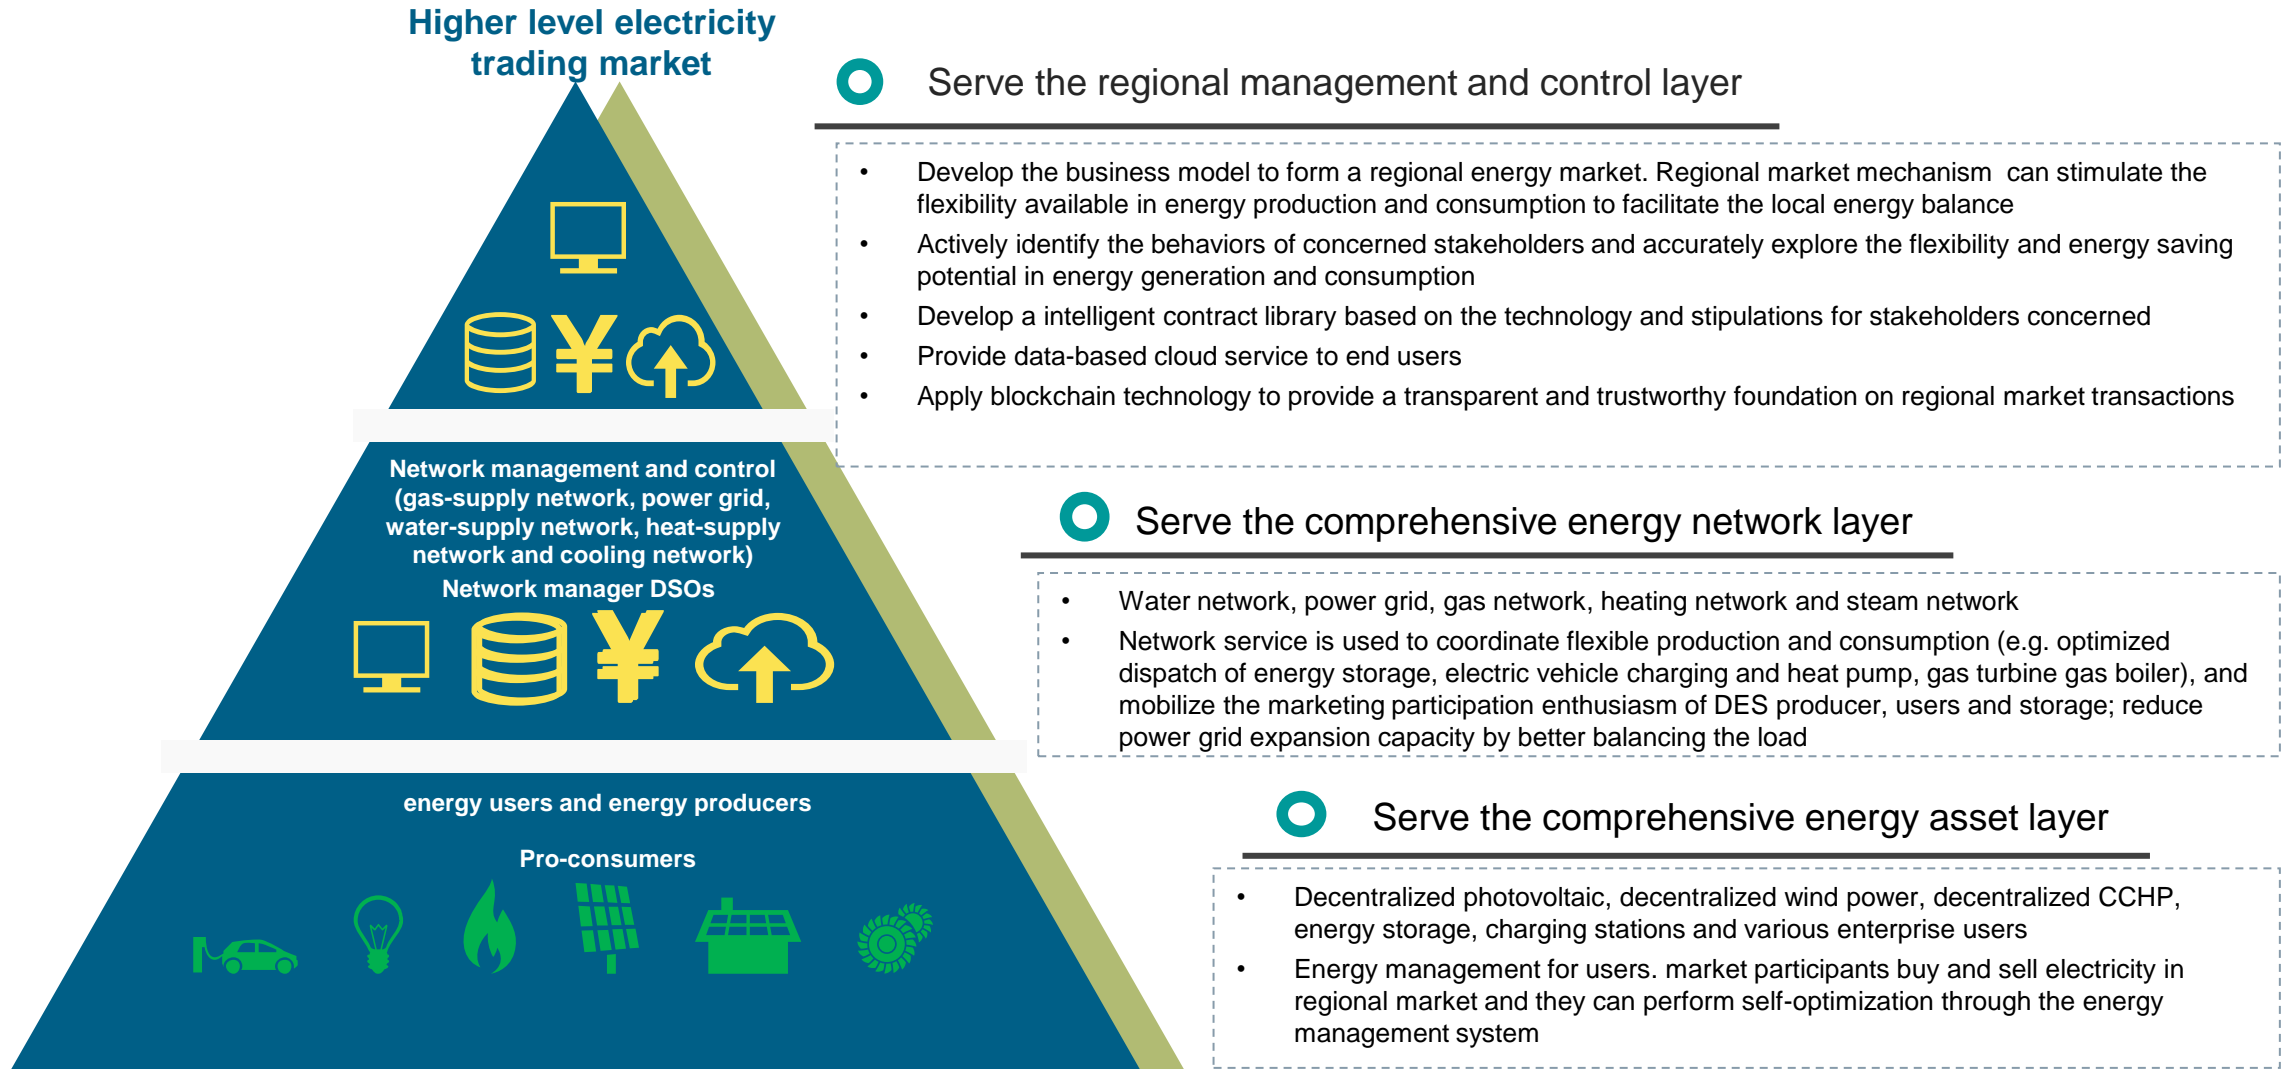 Higher level electricity
trading market
Serve the regional management and control layer
• Develop the business model to form a regional energy market. Regional market mechanism can stimulate the
flexibility available in energy production and consumption to facilitate the local energy balance
• Actively identify the behaviors of concerned stakeholders and accurately explore the flexibility and energy saving
potential in energy generation and consumption
• Develop a intelligent contract library based on the technology and stipulations for stakeholders concerned
• Provide data-based cloud service to end users
• Apply blockchain technology to provide a transparent and trustworthy foundation on regional market transactions
¥
Network management and control
(gas-supply network, power grid,
water-supply network, heat-supply
network and cooling network)
Network manager DSOs
¥
Serve the comprehensive energy network layer
• Water network, power grid, gas network, heating network and steam network
• Network service is used to coordinate flexible production and consumption (e.g. optimized
dispatch of energy storage, electric vehicle charging and heat pump, gas turbine gas boiler), and
mobilize the marketing participation enthusiasm of DES producer, users and storage; reduce
power grid expansion capacity by better balancing the load
energy users and energy producers
Pro-consumers
Serve the comprehensive energy asset layer
• Decentralized photovoltaic, decentralized wind power, decentralized CCHP,
energy storage, charging stations and various enterprise users
• Energy management for users. market participants buy and sell electricity in
regional market and they can perform self-optimization through the energy
management system